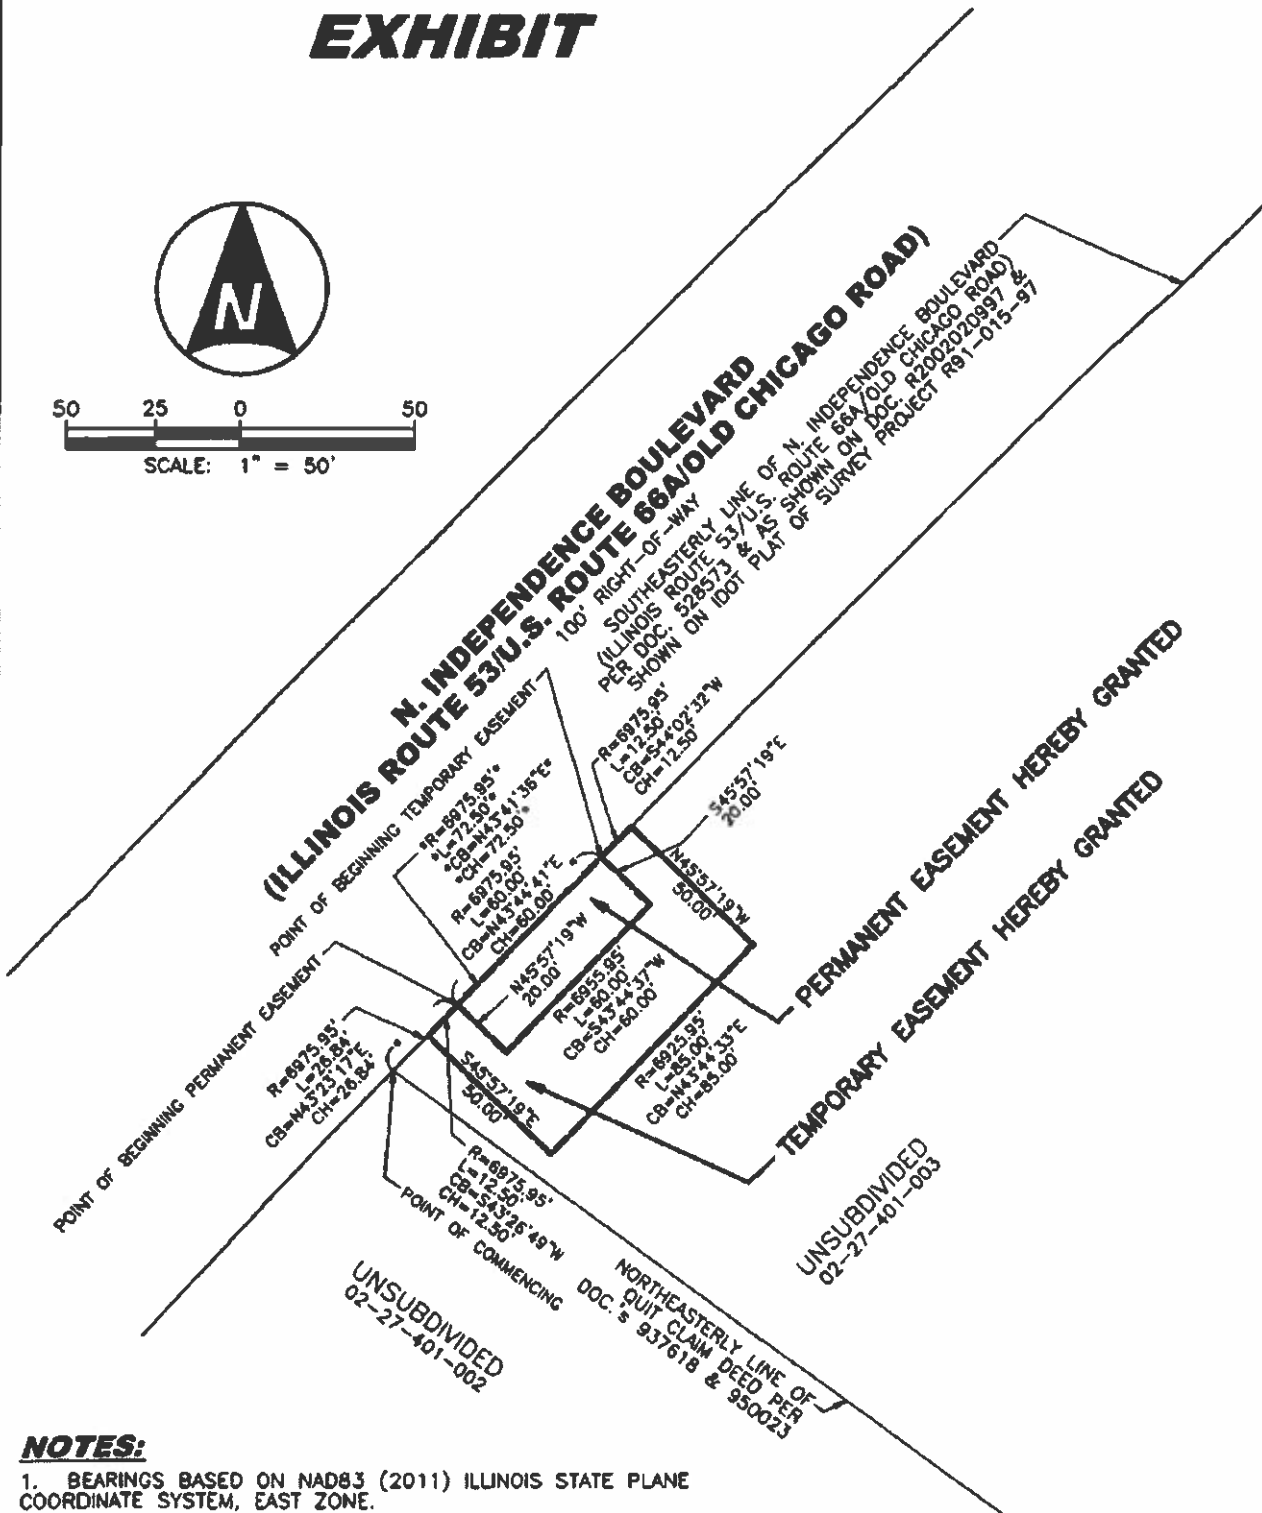 EXHIBIT
N
50 25 0 50
SCALE: 1" = 50'
N. INDEPENDENCE BOULEVARD
(ILLINOIS ROUTE 53/U.S. ROUTE 66A/OLD CHICAGO ROAD)
100' RIGHT-OF-WAY
SOUTHEASTERLY LINE OF N. INDEPENDENCE BOULEVARD
(ILLINOIS ROUTE 53/U.S. ROUTE 66A/OLD CHICAGO ROAD)
PER DOC. 528573 & AS SHOWN ON DOC. R2002020997 &
SHOWN ON IDOT PLAT OF SURVEY PROJECT R91-015-97
POINT OF BEGINNING TEMPORARY EASEMENT
R=6975.95'
L=12.50'
CB=S44°02'32"W
CH=12.50'
S45°57'19"E
20.00'
*R=6975.95'*
*L=72.50'*
*CB=N43°41'36"E*
*CH=72.50'*
R=6975.95'
L=60.00'
CB=N43°44'41"E
CH=60.00'
N45°57'19"W
50.00'
N45°57'19"W
20.00'
R=6955.95'
L=60.00'
CB=S43°44'37"W
CH=60.00'
R=6925.95'
L=85.00'
CB=N43°44'33"E
CH=85.00'
PERMANENT EASEMENT HEREBY GRANTED
TEMPORARY EASEMENT HEREBY GRANTED
POINT OF BEGINNING PERMANENT EASEMENT
R=6975.95'
L=26.84'
CB=N43°23'17"E
CH=26.84'
S45°57'19"E
50.00'
R=6975.95'
L=12.50'
CB=S43°26'49"W
CH=12.50'
POINT OF COMMENCING
UNSUBDIVIDED
02-27-401-003
UNSUBDIVIDED
02-27-401-002
NORTHEASTERLY LINE OF
QUIT CLAIM DEED PER
DOC.'s 937618 & 950023
NOTES:
1. BEARINGS BASED ON NAD83 (2011) ILLINOIS STATE PLANE
COORDINATE SYSTEM, EAST ZONE.